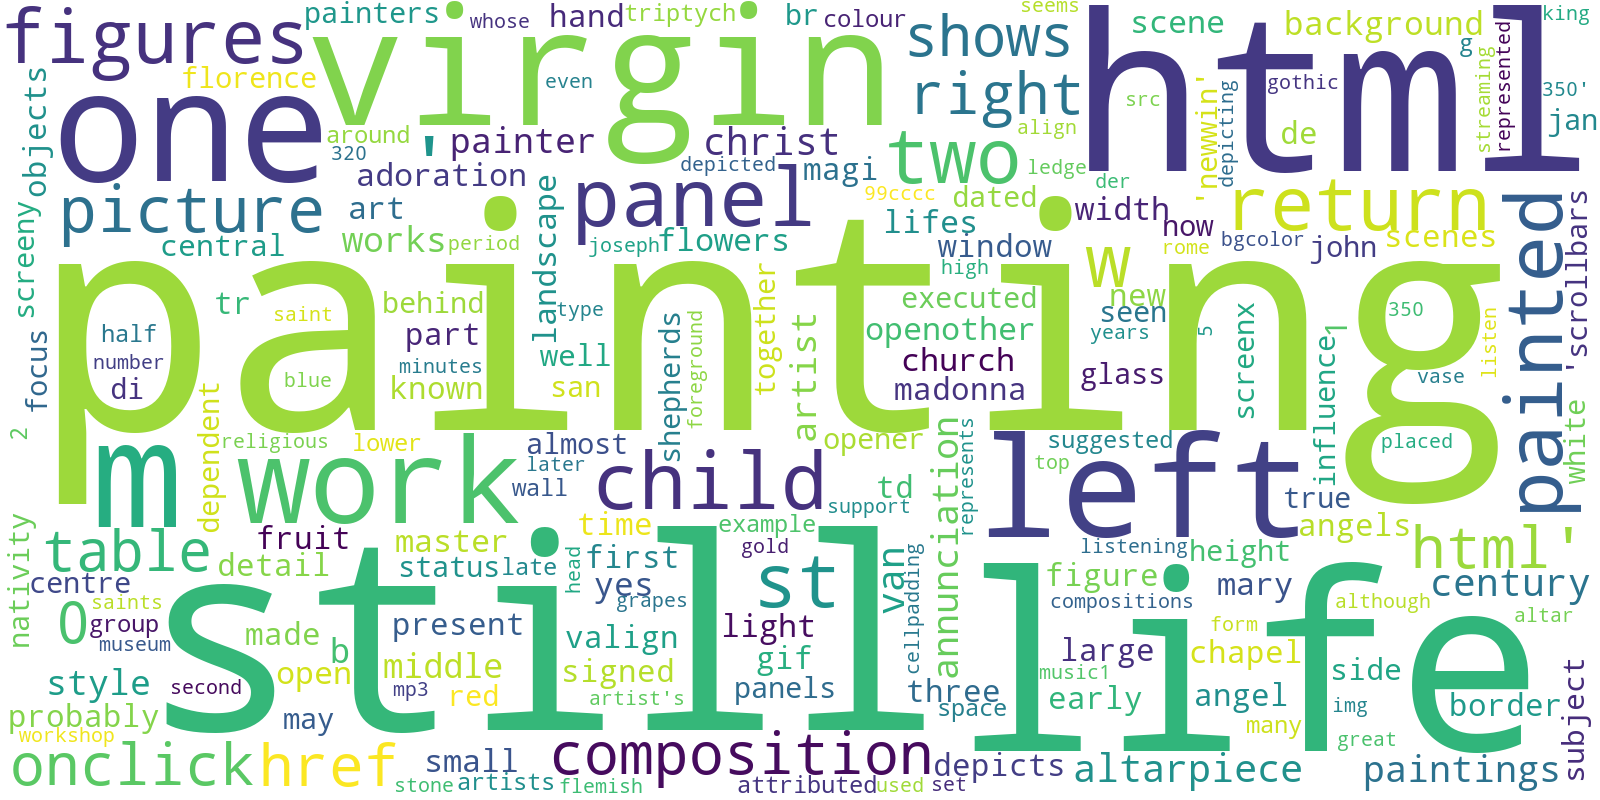 painters whose hand triptych br colour seems king
figures virgin shows scene background g html
florence even right src gothic 350'
one around ' painter christ two align de 'newwin' depicting streaming represented jan
320 adoration depicted magi ledge der
objects picture art panel landscape lifes dated width return painted 'scrollbars
central works period joseph flowers window high w now rome bgcolor john scenes
screeny painting
tr saint behind type shepherds foreground together artist executed new seen 350 listen
half part minutes well openother years 5 screenx influence 1 vase
focus number di blue known san church madonna glass white
2 dependent religious lower almost opener annunciation represents suggested placed
m work later wall child td left top true
support
nativity table fruit master time example van cellpadding listening height angels html'
detail status late head first gold st figure century
centre saints 0 group still yes grapes compositions mary although altar
museum made b present valign light life form
style second open middle signed gif large chapel side
mp3 red artist's panels three music1 early angel img border subject
probably may space many great
workshop onclick href small composition depicts altarpiece paintings
stone artists flemish attributed used set